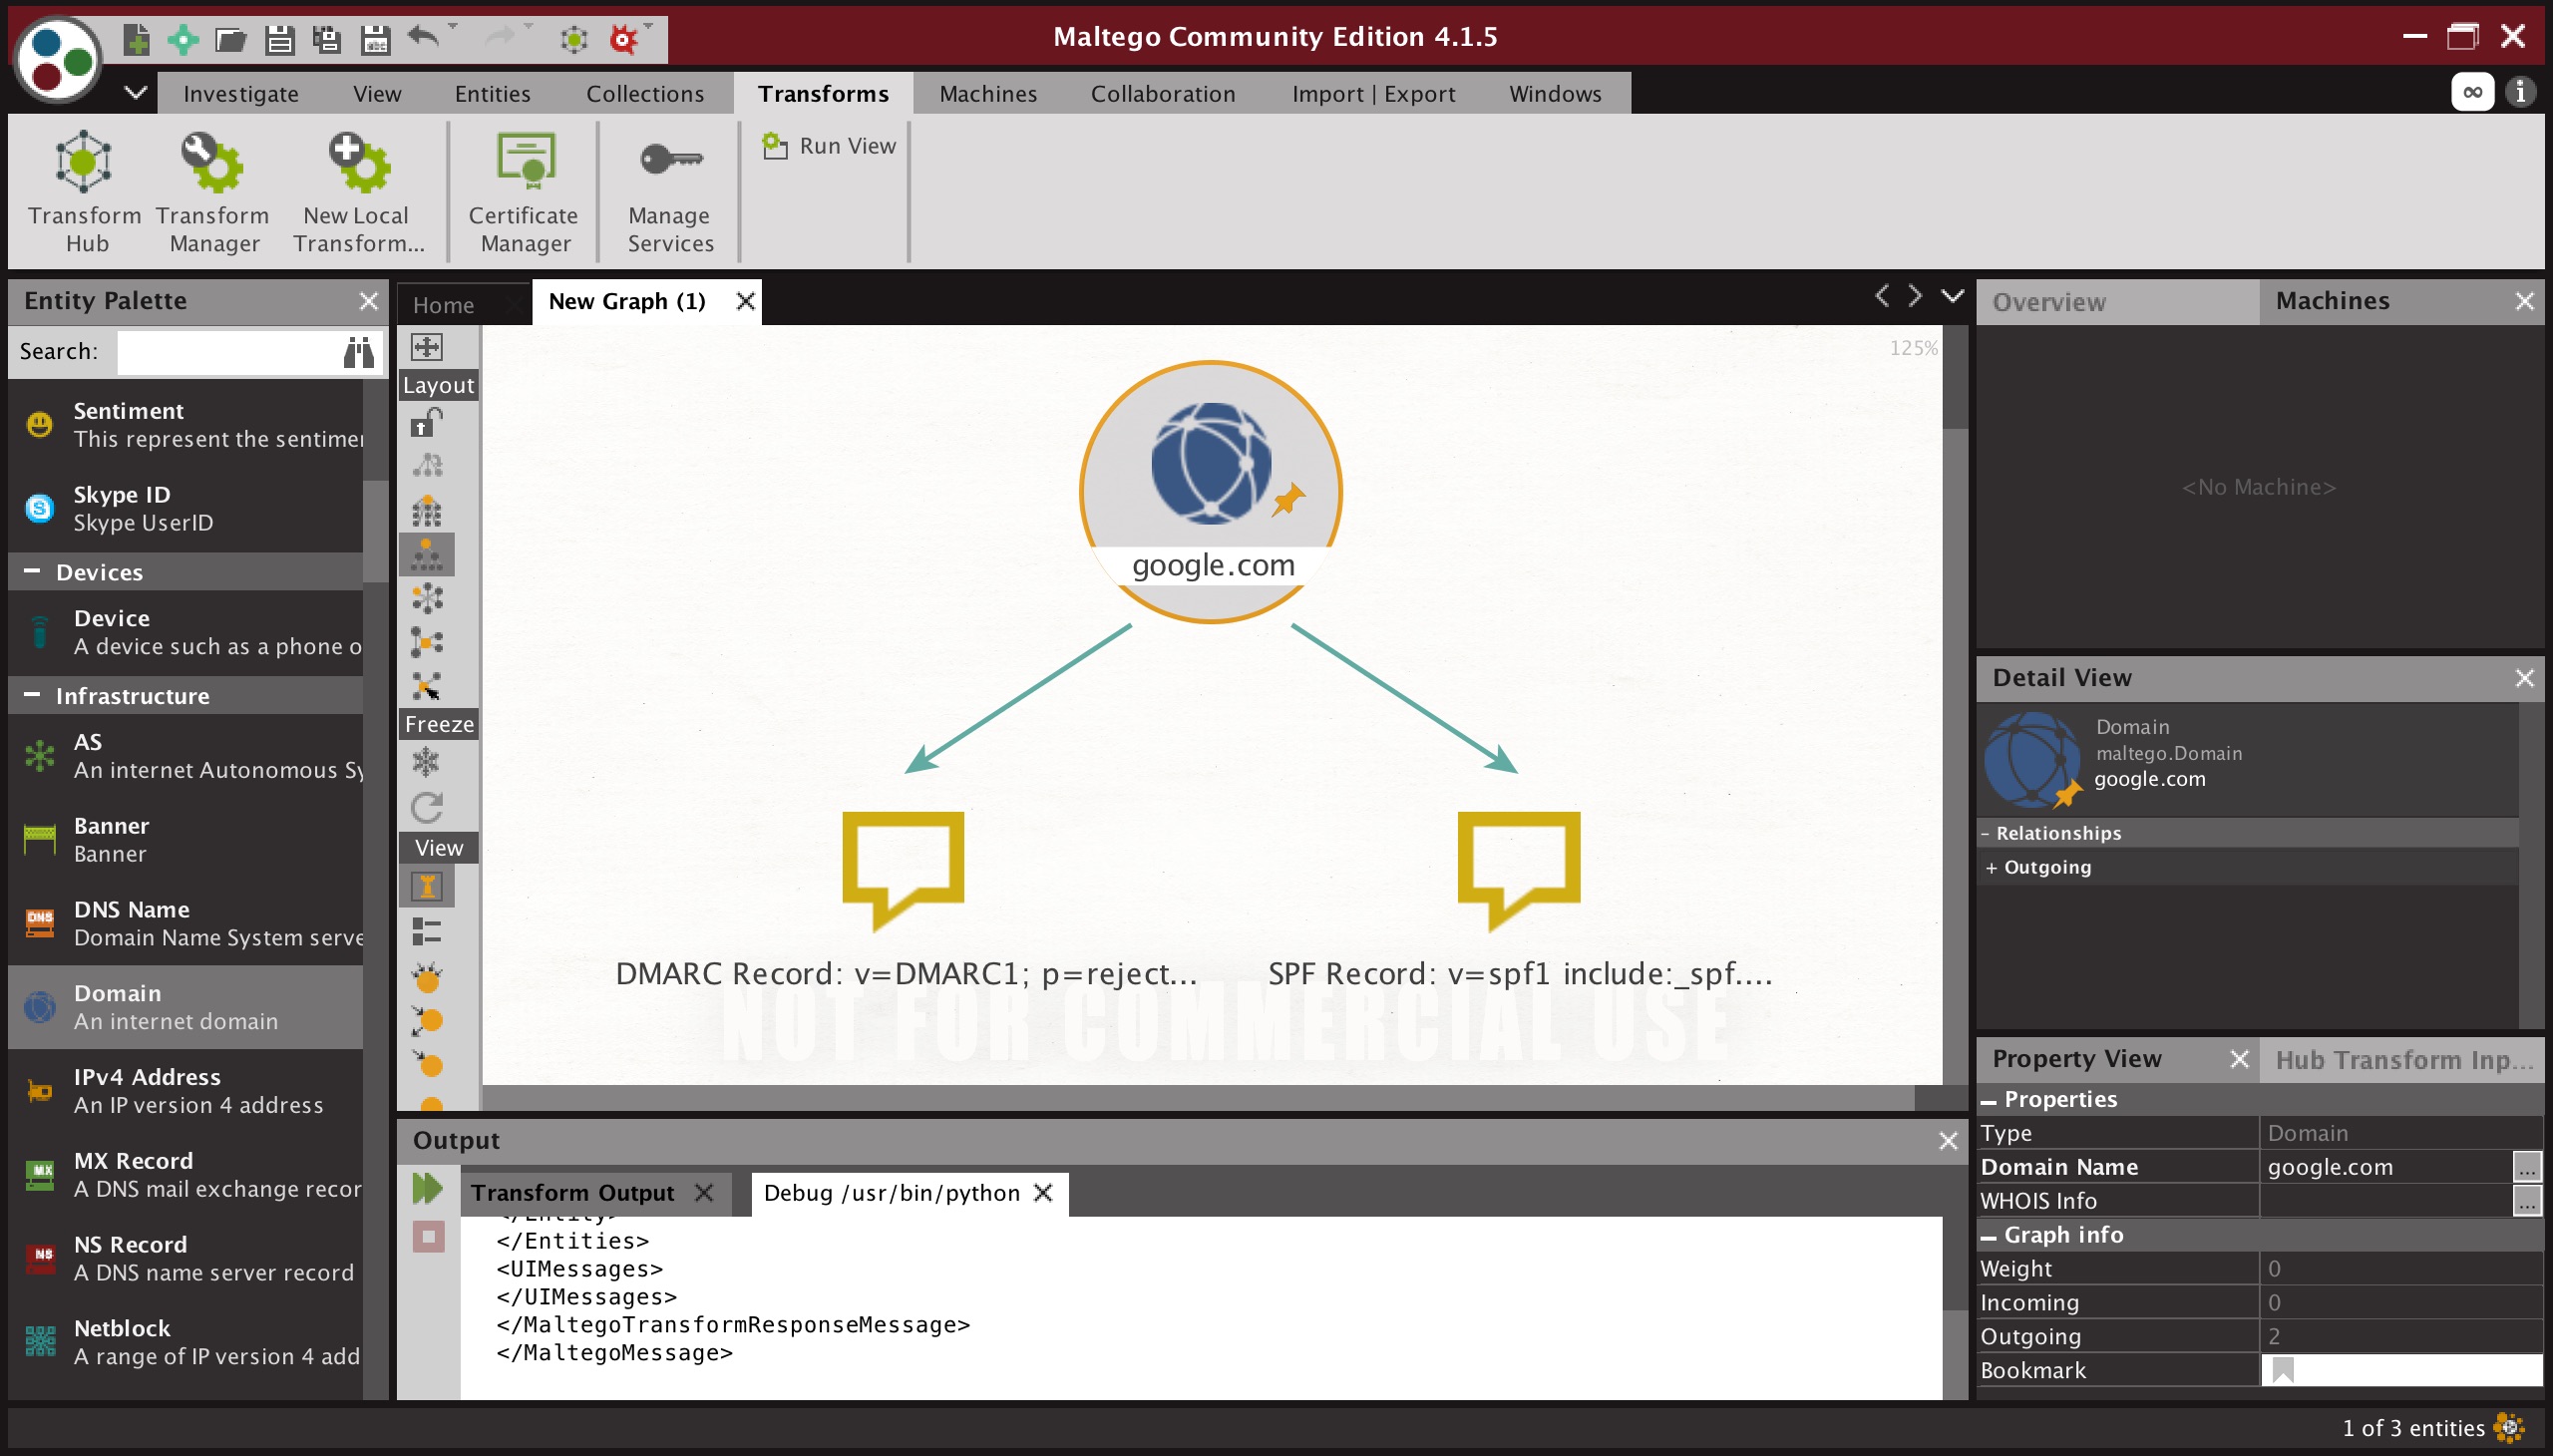 Maltego Community Edition 4.1.5
Investigate View Entities Collections Transforms Machines Collaboration Import | Export Windows
Transform Hub
Transform Manager
New Local Transform...
Certificate Manager
Manage Services
Run View
Entity Palette
Search:
Sentiment
This represent the sentime
Skype ID
Skype UserID
Devices
Device
A device such as a phone o
Infrastructure
AS
An internet Autonomous Sy
Banner
Banner
DNS Name
Domain Name System serve
Domain
An internet domain
IPv4 Address
An IP version 4 address
MX Record
A DNS mail exchange recor
NS Record
A DNS name server record
Netblock
A range of IP version 4 add
Home
New Graph (1)
Layout
Freeze
View
125%
google.com
DMARC Record: v=DMARC1; p=reject...
SPF Record: v=spf1 include:_spf....
NOT FOR COMMERCIAL USE
Output
Transform Output
Debug /usr/bin/python
</Entity>
</Entities>
<UIMessages>
</UIMessages>
</MaltegoTransformResponseMessage>
</MaltegoMessage>
Overview
Machines
<No Machine>
Detail View
Domain
maltego.Domain
google.com
- Relationships
+ Outgoing
Property View
Hub Transform Inp...
Properties
Type Domain
Domain Name google.com ...
WHOIS Info ...
Graph info
Weight 0
Incoming 0
Outgoing 2
Bookmark
1 of 3 entities